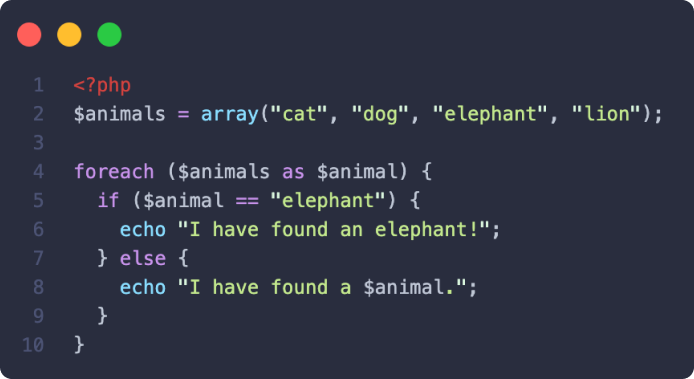 1 <?php
2 $animals = array("cat", "dog", "elephant", "lion");
3
4 foreach ($animals as $animal) {
5   if ($animal == "elephant") {
6     echo "I have found an elephant!";
7   } else {
8     echo "I have found a $animal.";
9   }
10 }